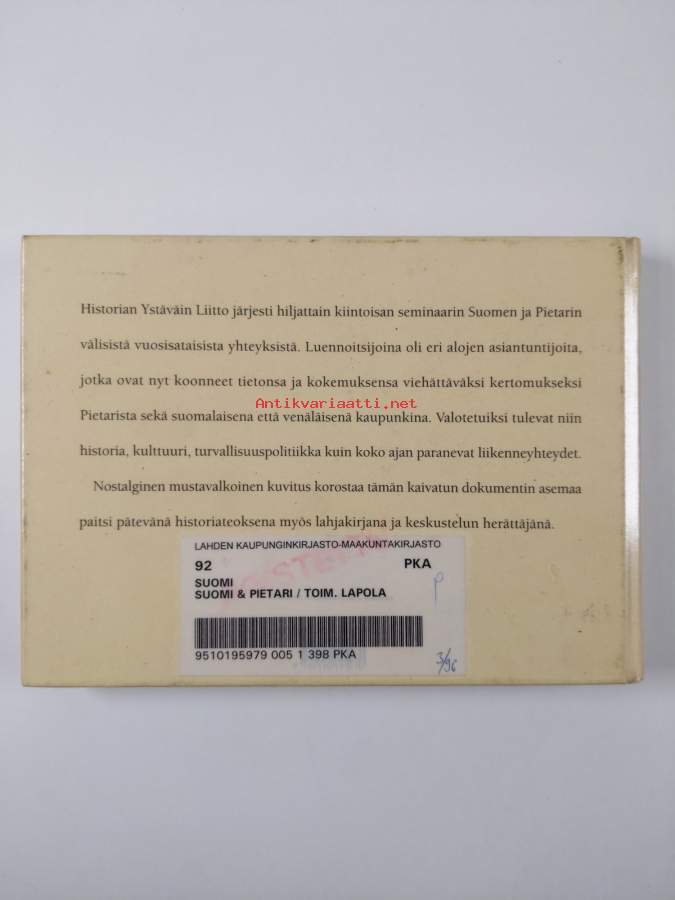 Historian Ystäväin Liitto järjesti hiljattain kiintoisan seminaarin Suomen ja Pietarin
välisistä vuosisataisista yhteyksistä. Luennoitsijoina oli eri alojen asiantuntijoita,
jotka ovat nyt koonneet tietonsa ja kokemuksensa viehättäväksi kertomukseksi
Antikvariaatti.net
Pietarista sekä suomalaisena että venäläisenä kaupunkina. Valotetuiksi tulevat niin
historia, kulttuuri, turvallisuuspolitiikka kuin koko ajan paranevat liikenneyhteydet.
Nostalginen mustavalkoinen kuvitus korostaa tämän kaivatun dokumentin asemaa
paitsi pätevänä historiateoksena myös lahjakirjana ja keskustelun herättäjänä.
LAHDEN KAUPUNGINKIRJASTO-MAAKUNTAKIRJASTO
92 PKA
SUOMI
SUOMI & PIETARI / TOIM. LAPOLA
P
9510195979 005 1 398 PKA
3/96